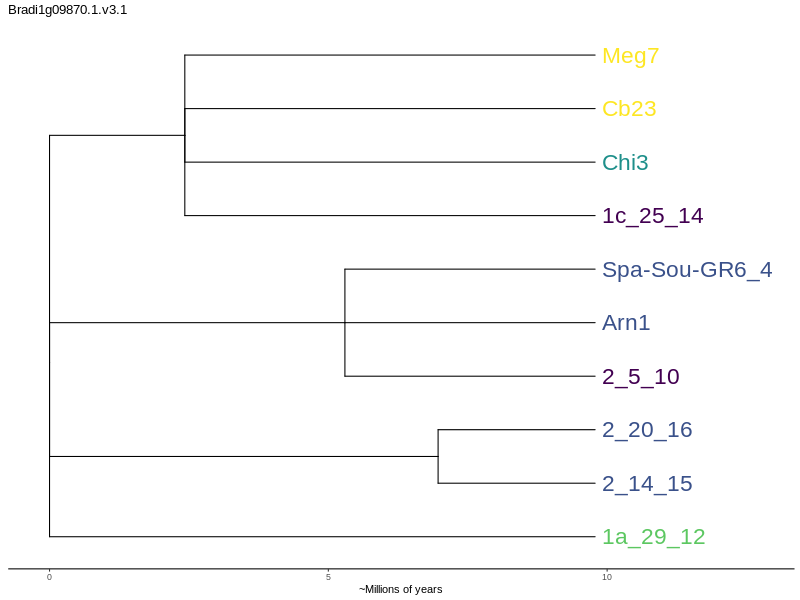 Bradi1g09870.1.v3.1
Meg7
Cb23
Chi3
1c_25_14
Spa-Sou-GR6_4
Arn1
2_5_10
2_20_16
2_14_15
1a_29_12
0 5 10
~Millions of years